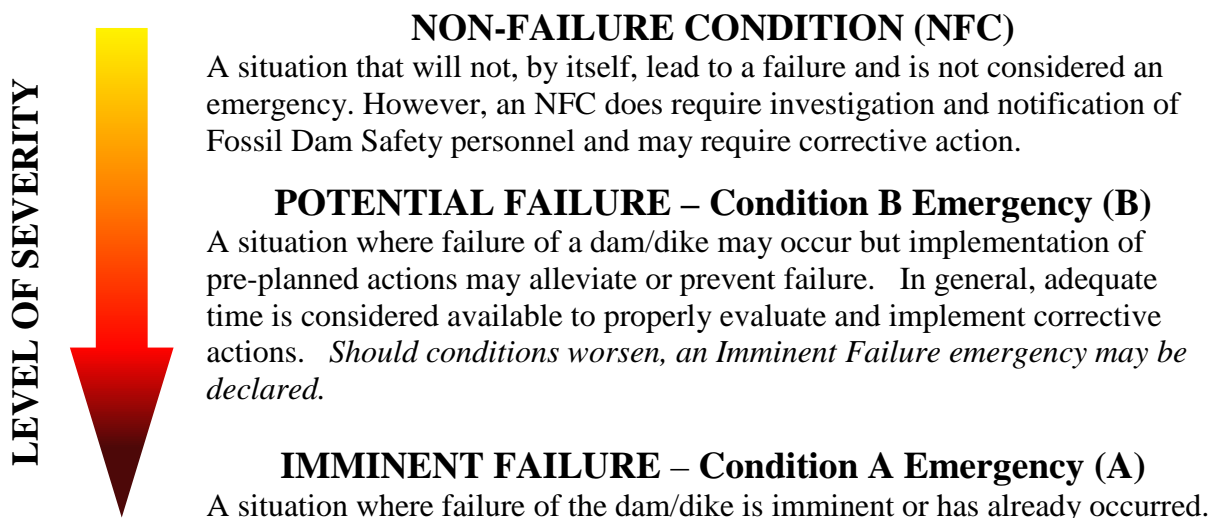 LEVEL OF SEVERITY
NON-FAILURE CONDITION (NFC)
A situation that will not, by itself, lead to a failure and is not considered an
emergency. However, an NFC does require investigation and notification of
Fossil Dam Safety personnel and may require corrective action.
POTENTIAL FAILURE – Condition B Emergency (B)
A situation where failure of a dam/dike may occur but implementation of
pre-planned actions may alleviate or prevent failure.   In general, adequate
time is considered available to properly evaluate and implement corrective
actions.   Should conditions worsen, an Imminent Failure emergency may be
declared.
IMMINENT FAILURE – Condition A Emergency (A)
A situation where failure of the dam/dike is imminent or has already occurred.